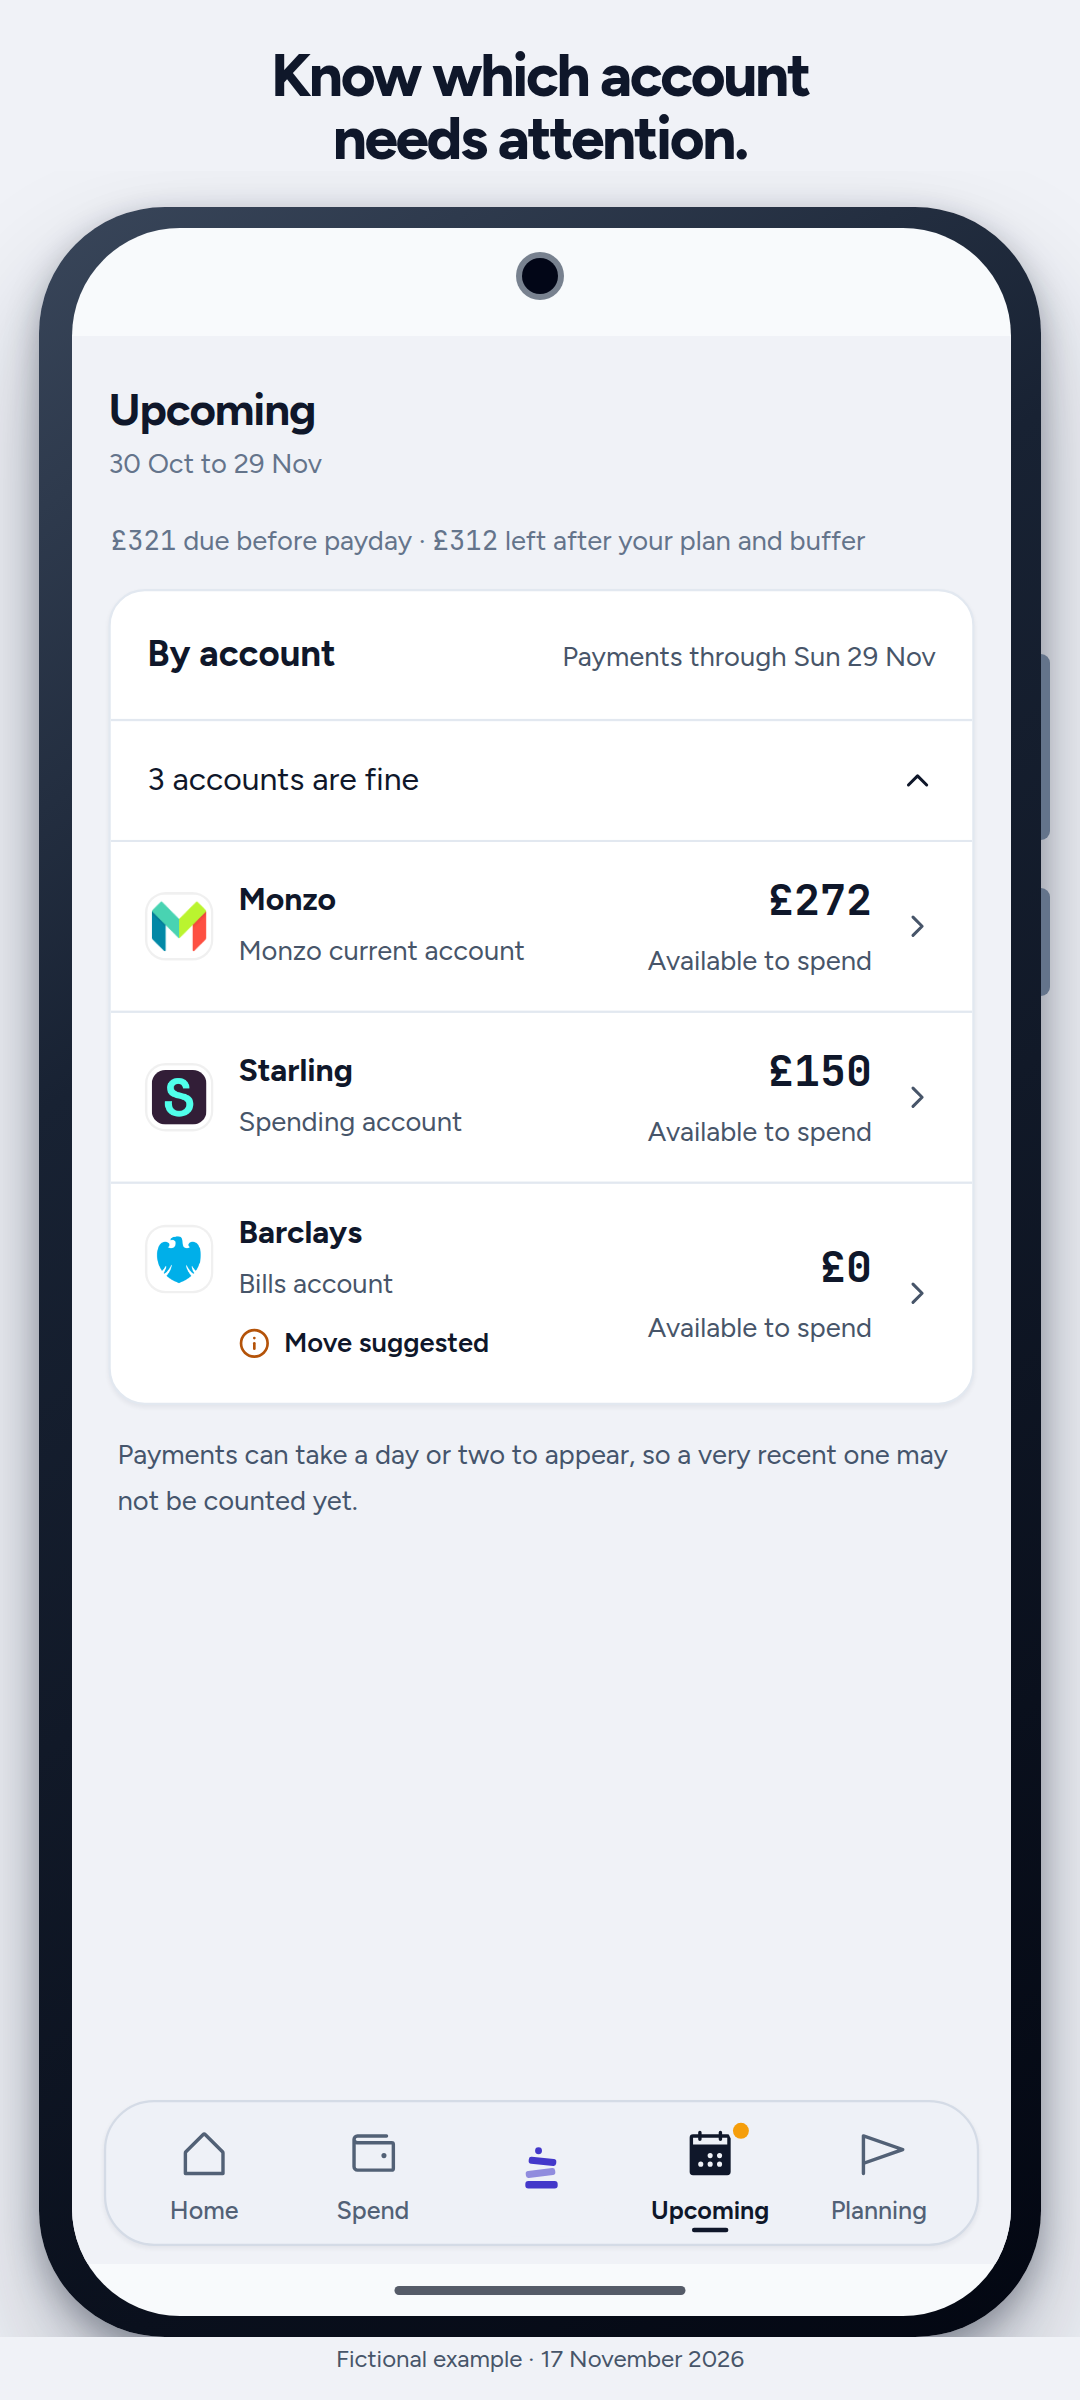 Know which account
needs attention.
Upcoming
30 Oct to 29 Nov
£321 due before payday · £312 left after your plan and buffer
By account
Payments through Sun 29 Nov
3 accounts are fine
Monzo
£272
Monzo current account
Available to spend
Starling
£150
Spending account
Available to spend
Barclays
Bills account
£0
Available to spend
Move suggested
Payments can take a day or two to appear, so a very recent one may
not be counted yet.
Home
Spend
Upcoming
Planning
Fictional example · 17 November 2026